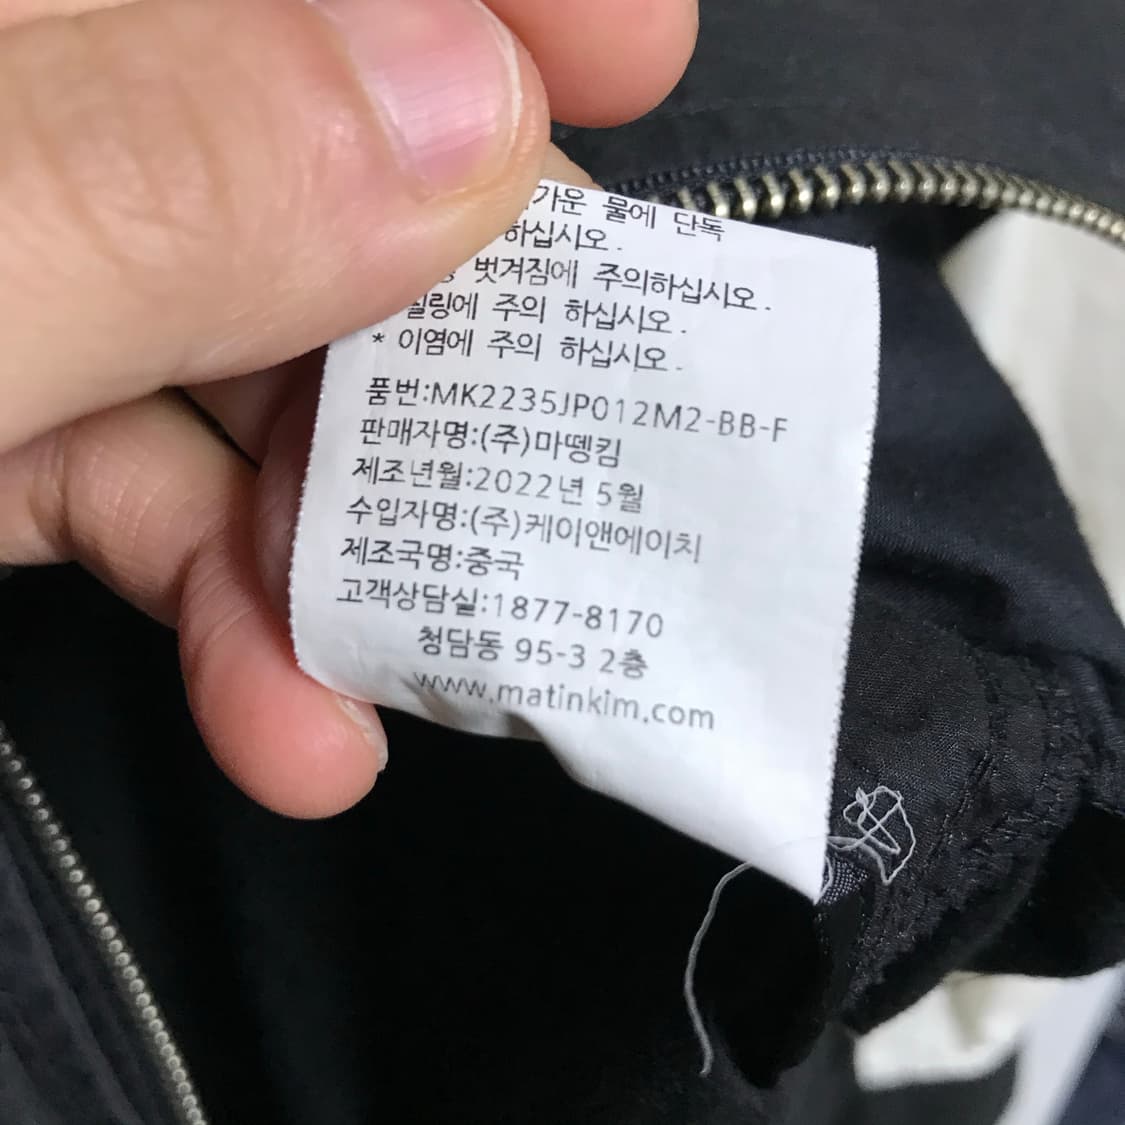 물에 단독
하십시오.
벗겨짐에 주의하십시오.
필링에 주의 하십시오.
* 이염에 주의 하십시오.
품번:MK2235JP012M2-BB-F
판매자명:(주)마뗑킴
제조년월:2022년 5월
수입자명:(주)케이앤에이치
제조국명:중국
고객상담실:1877-8170
청담동 95-3 2층
www.matinkim.com